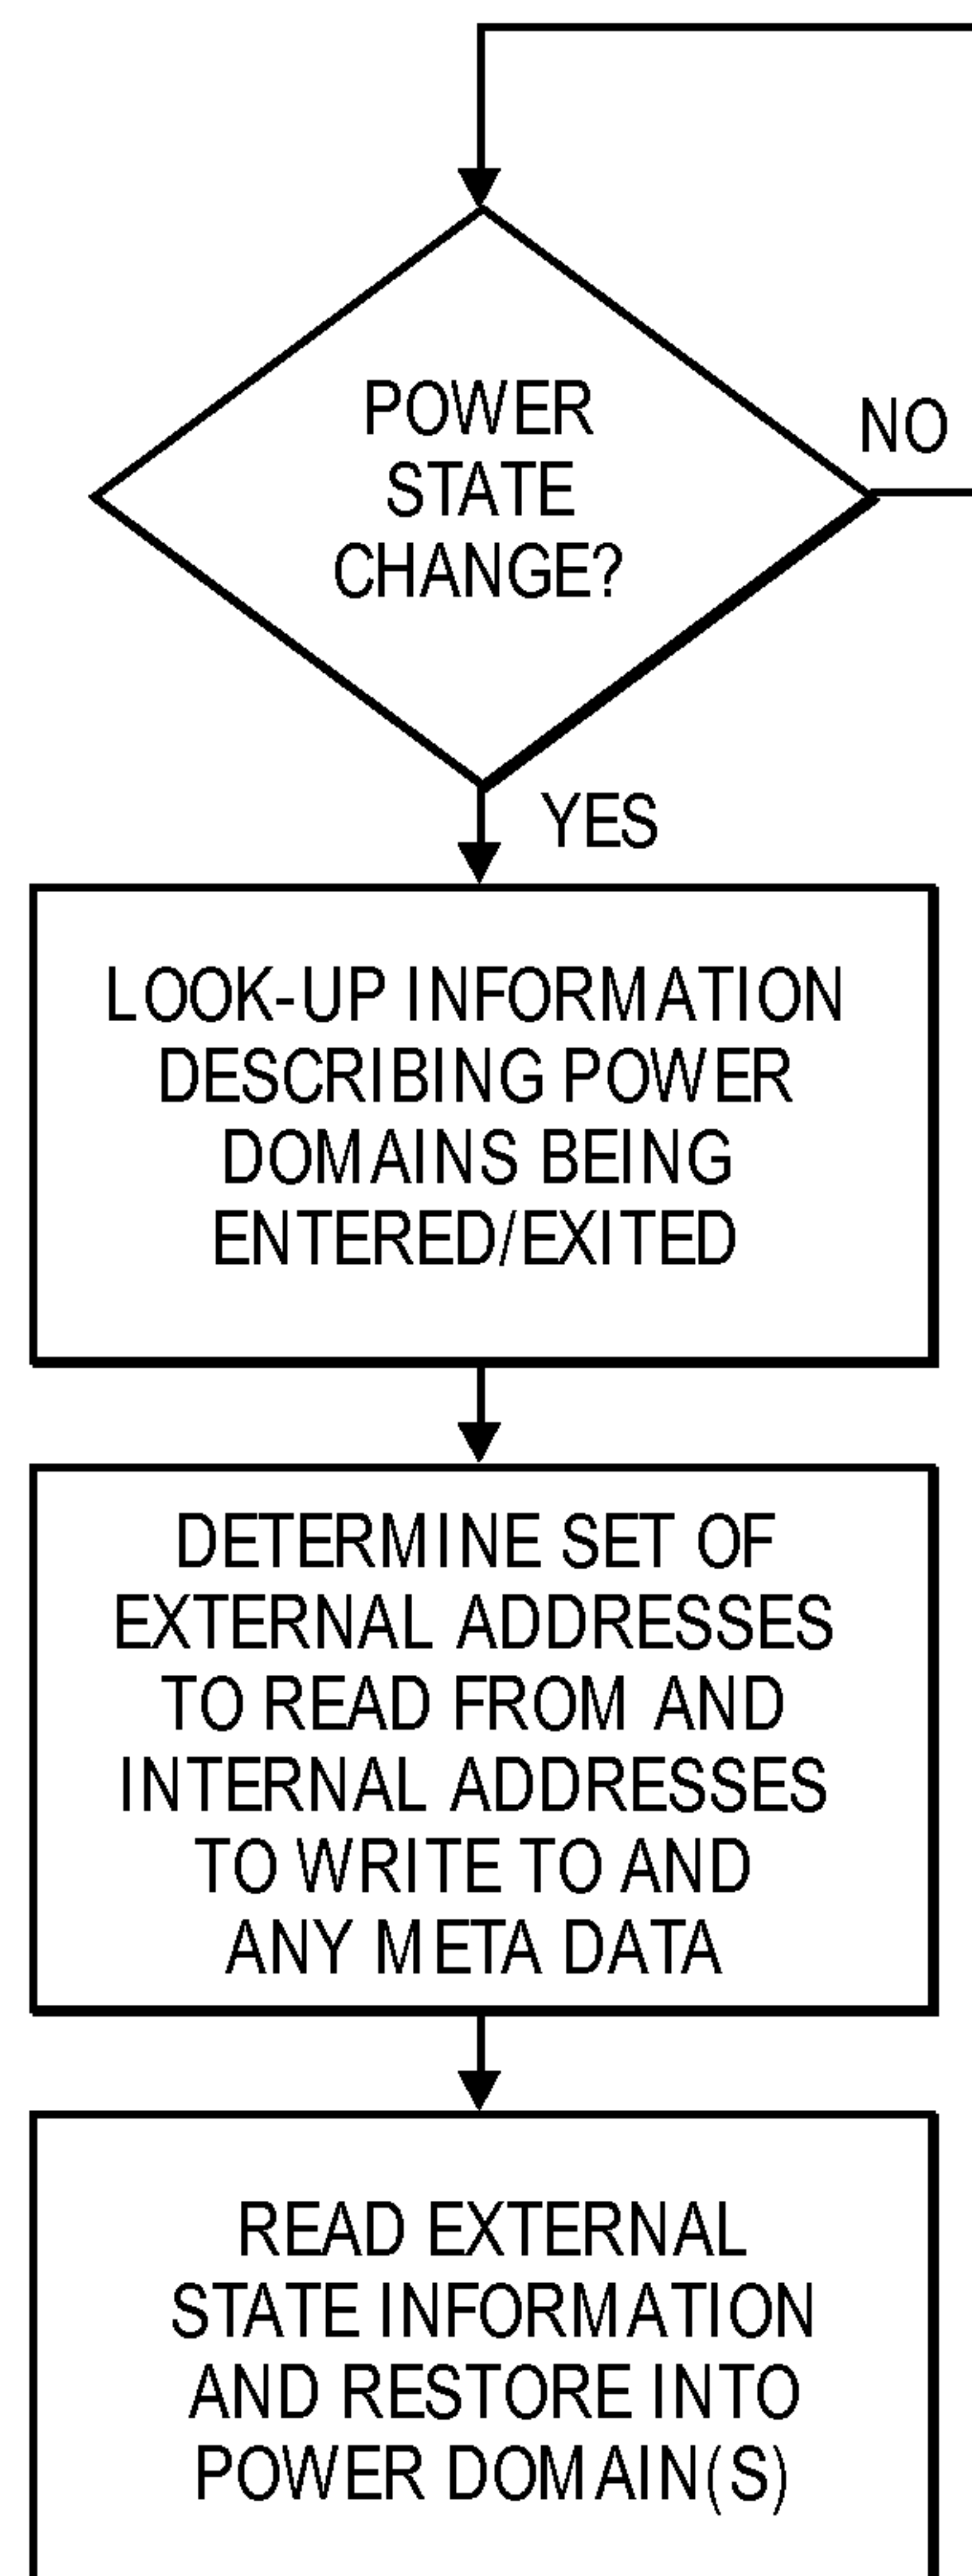 POWER
STATE
CHANGE?
NO
YES
LOOK-UP INFORMATION
DESCRIBING POWER
DOMAINS BEING
ENTERED/EXITED
DETERMINE SET OF
EXTERNAL ADDRESSES
TO READ FROM AND
INTERNAL ADDRESSES
TO WRITE TO AND
ANY META DATA
READ EXTERNAL
STATE INFORMATION
AND RESTORE INTO
POWER DOMAIN(S)